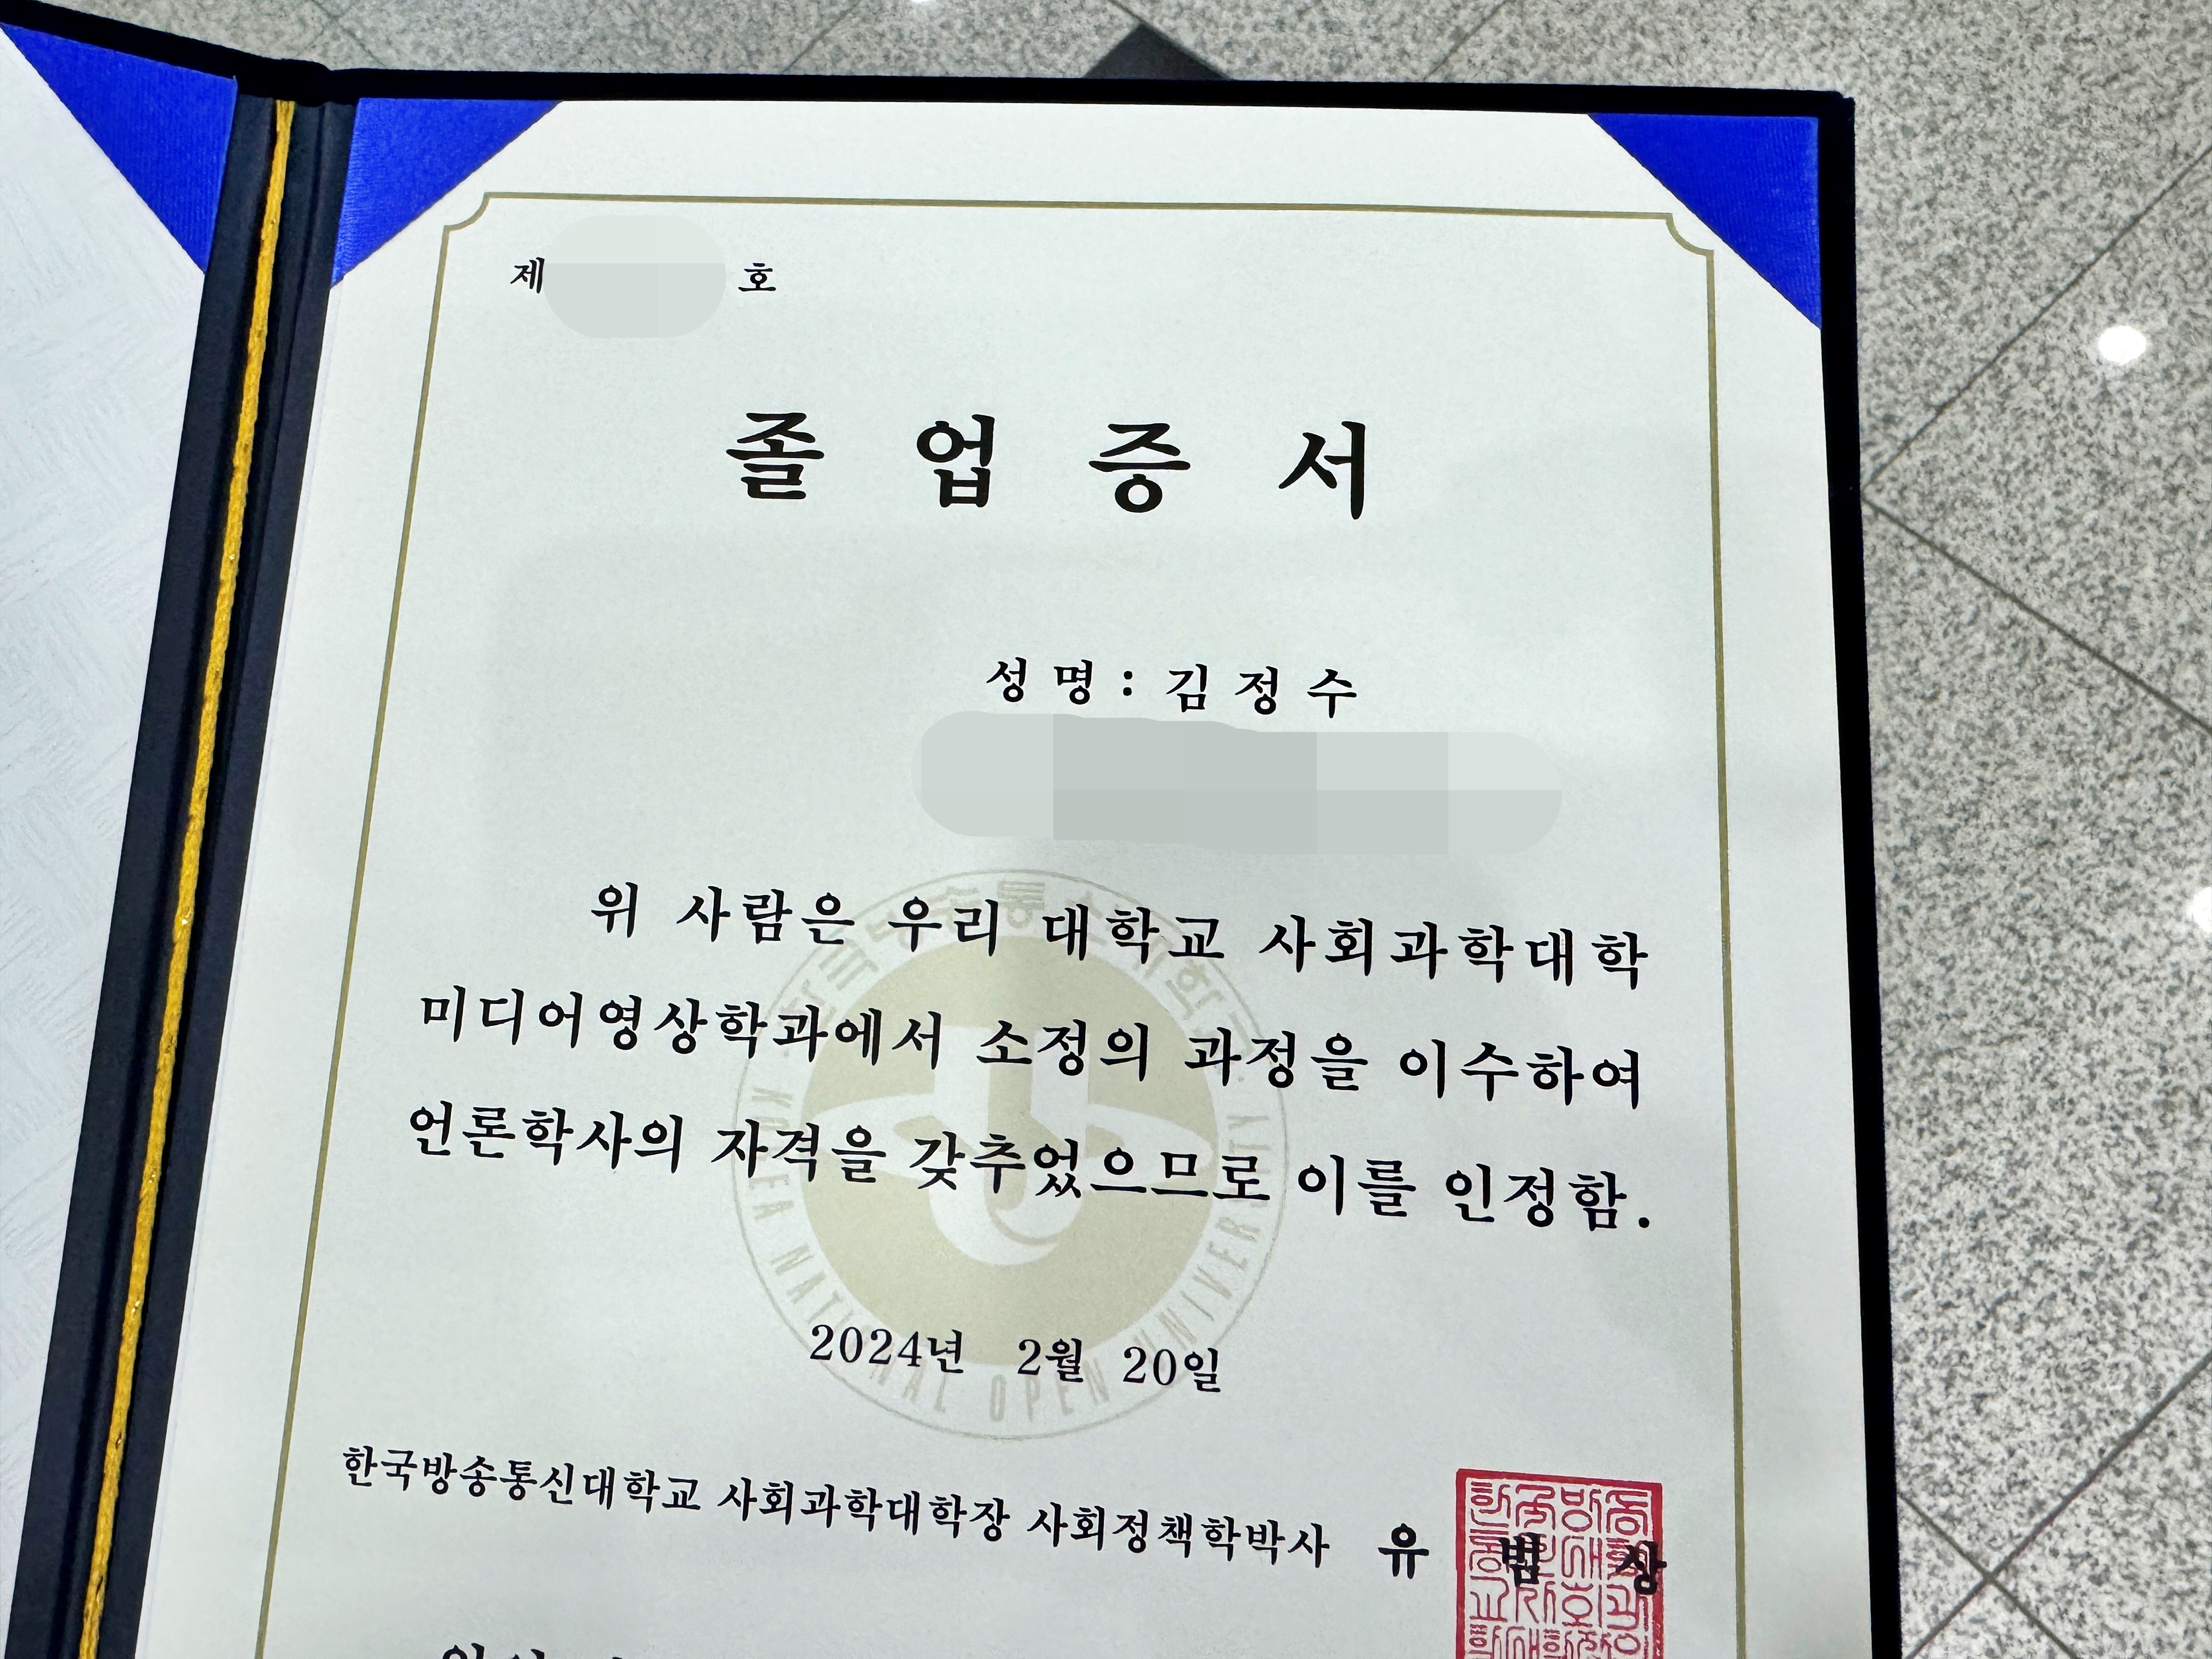 제 호
졸 업 증 서
성 명 : 김 정 수
위 사람은 우리 대학교 사회과학대학
미디어영상학과에서 소정의 과정을 이수하여
언론학사의 자격을 갖추었으므로 이를 인정함.
KOREA NATIONAL OPEN UNIVERSITY
2024년 2월 20일
한국방송통신대학교 사회과학대학장 사회정책학박사 유 범 상